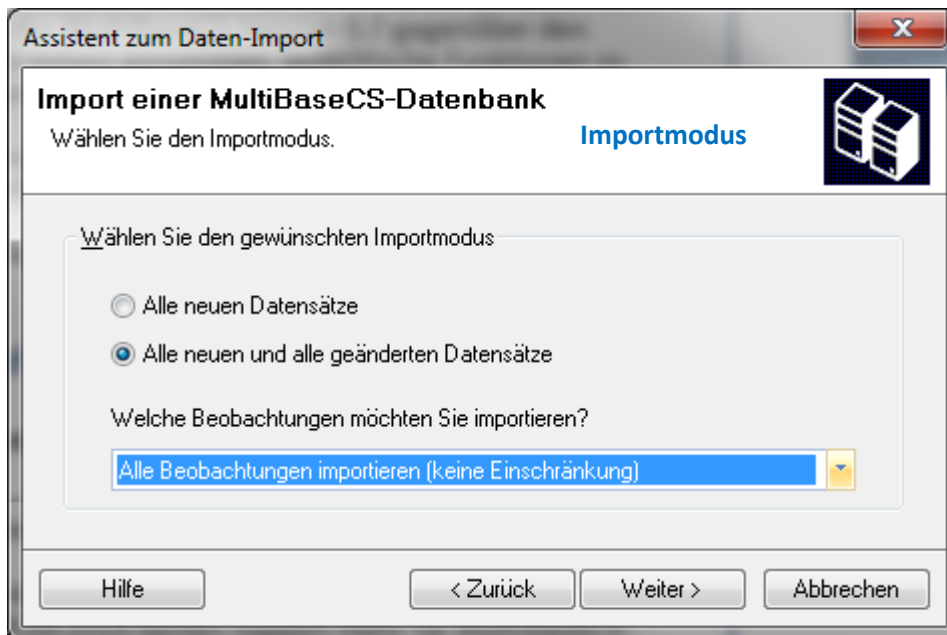 Assistent zum Daten-Import
Import einer MultiBaseCS-Datenbank
Wählen Sie den Importmodus.
Importmodus
Wählen Sie den gewünschten Importmodus
Alle neuen Datensätze
Alle neuen und alle geänderten Datensätze
Welche Beobachtungen möchten Sie importieren?
Alle Beobachtungen importieren (keine Einschränkung)
Hilfe
< Zurück
Weiter >
Abbrechen